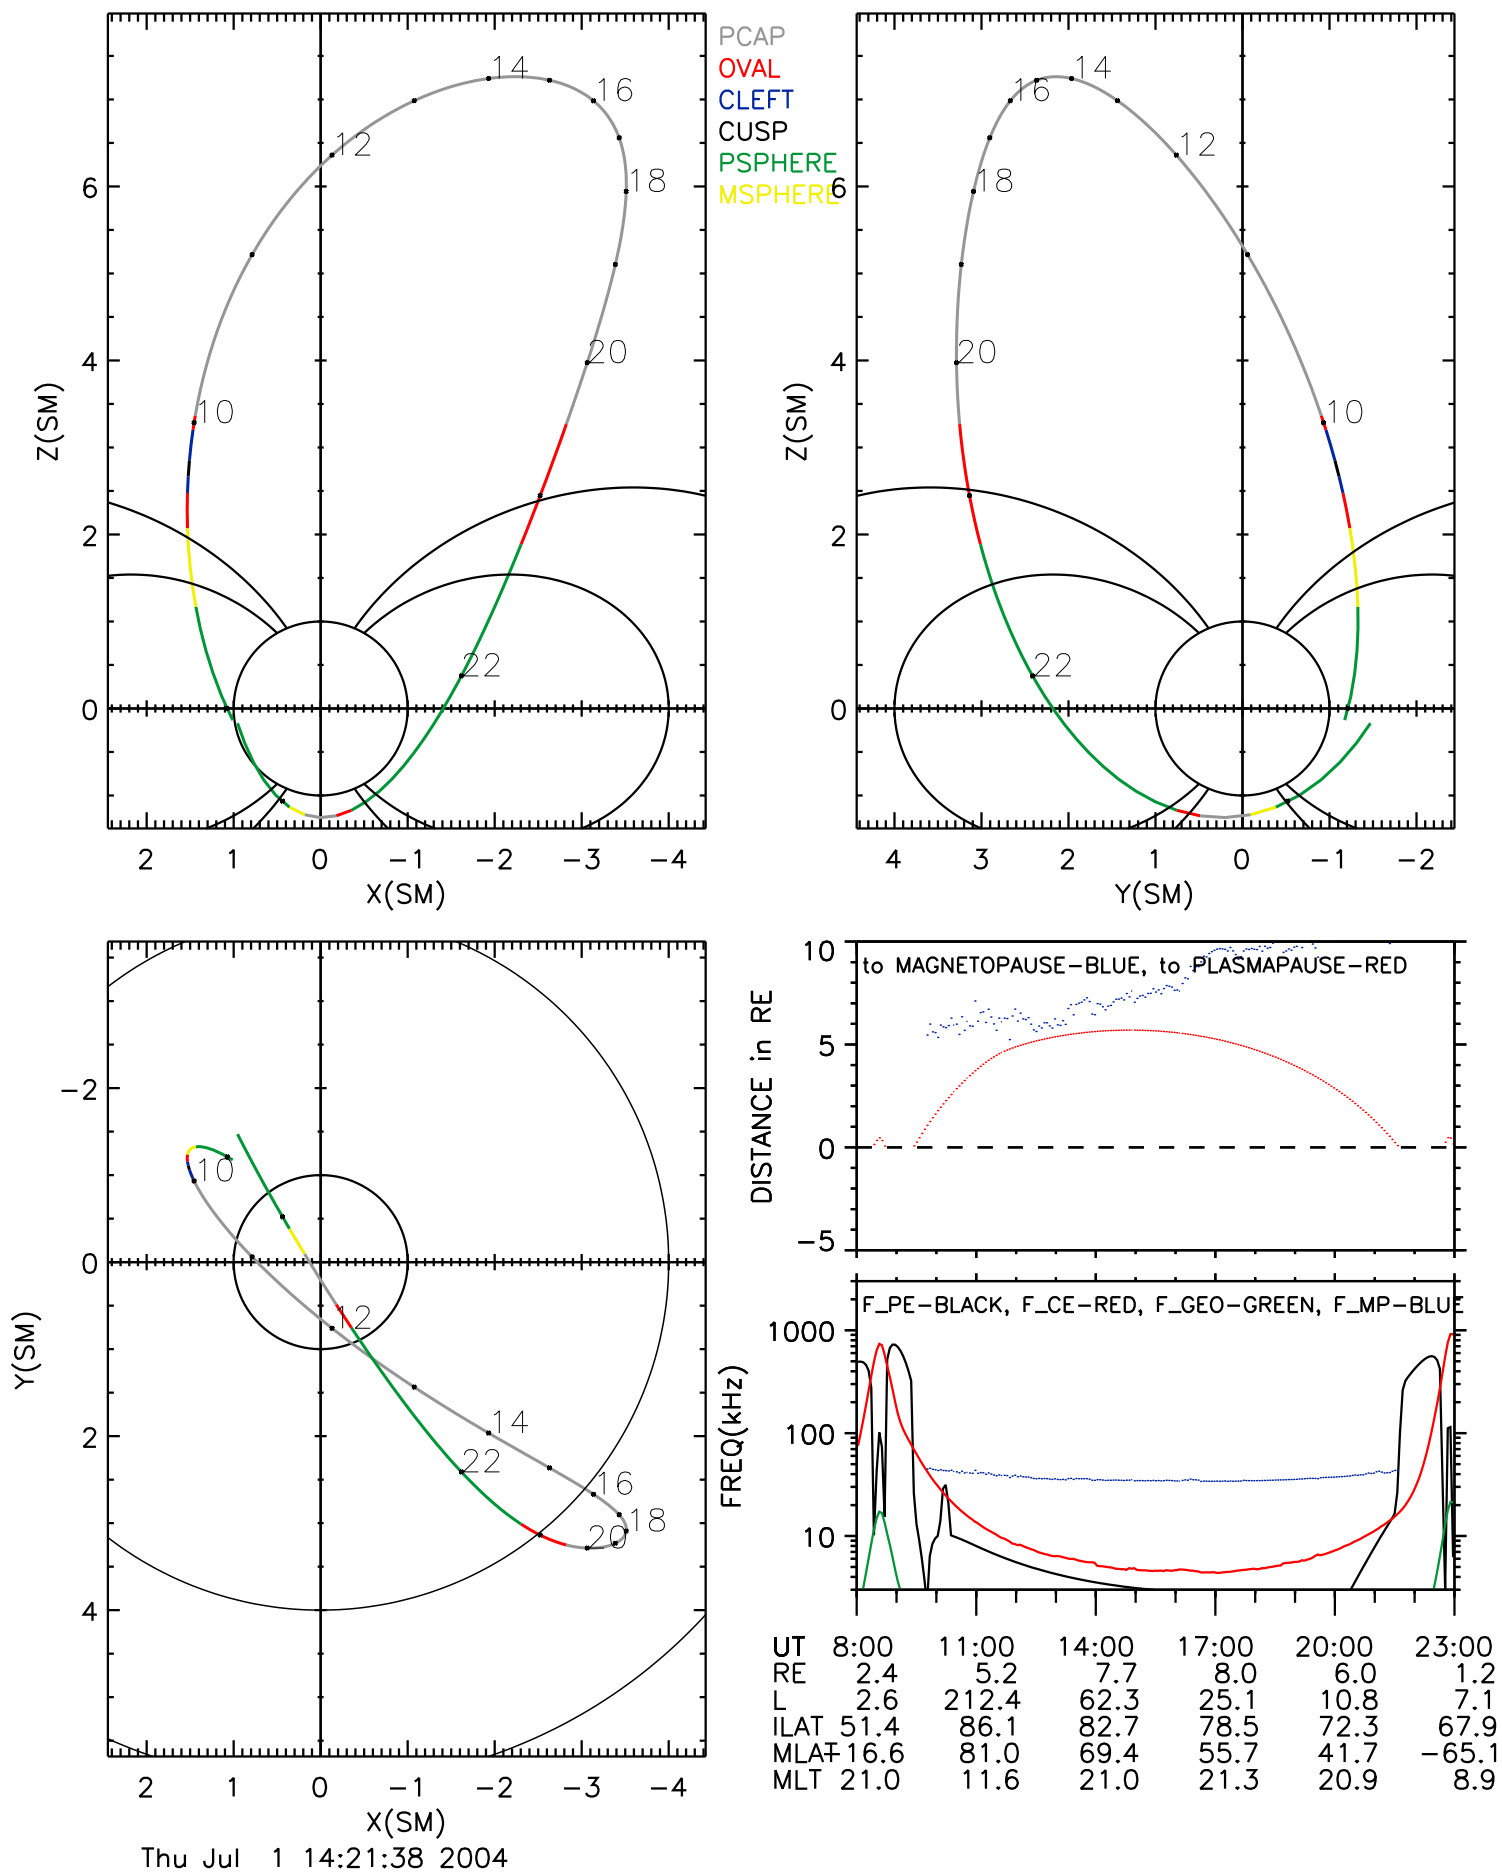 PCAP
OVAL
CLEFT
CUSP
PSPHERE
MSPHERE
14
16
12
18
20
10
22
6
4
2
0
Z(SM)
2 1 0 −1 −2 −3 −4
X(SM)
14
16
12
18
20
10
22
6
4
2
0
Z(SM)
4 3 2 1 0 −1 −2
Y(SM)
−2
0
2
4
Y(SM)
10
12
14
22
16
18
20
2 1 0 −1 −2 −3 −4
X(SM)
to MAGNETOPAUSE−BLUE, to PLASMAPAUSE−RED
10
5
0
−5
DISTANCE in RE
F_PE−BLACK, F_CE−RED, F_GEO−GREEN, F_MP−BLUE
1000
100
10
FREQ(kHz)
UT 8:00 11:00 14:00 17:00 20:00 23:00
RE 2.4 5.2 7.7 8.0 6.0 1.2
L 2.6 212.4 62.3 25.1 10.8 7.1
ILAT 51.4 86.1 82.7 78.5 72.3 67.9
MLAT −16.6 81.0 69.4 55.7 41.7 −65.1
MLT 21.0 11.6 21.0 21.3 20.9 8.9
Thu Jul 1 14:21:38 2004